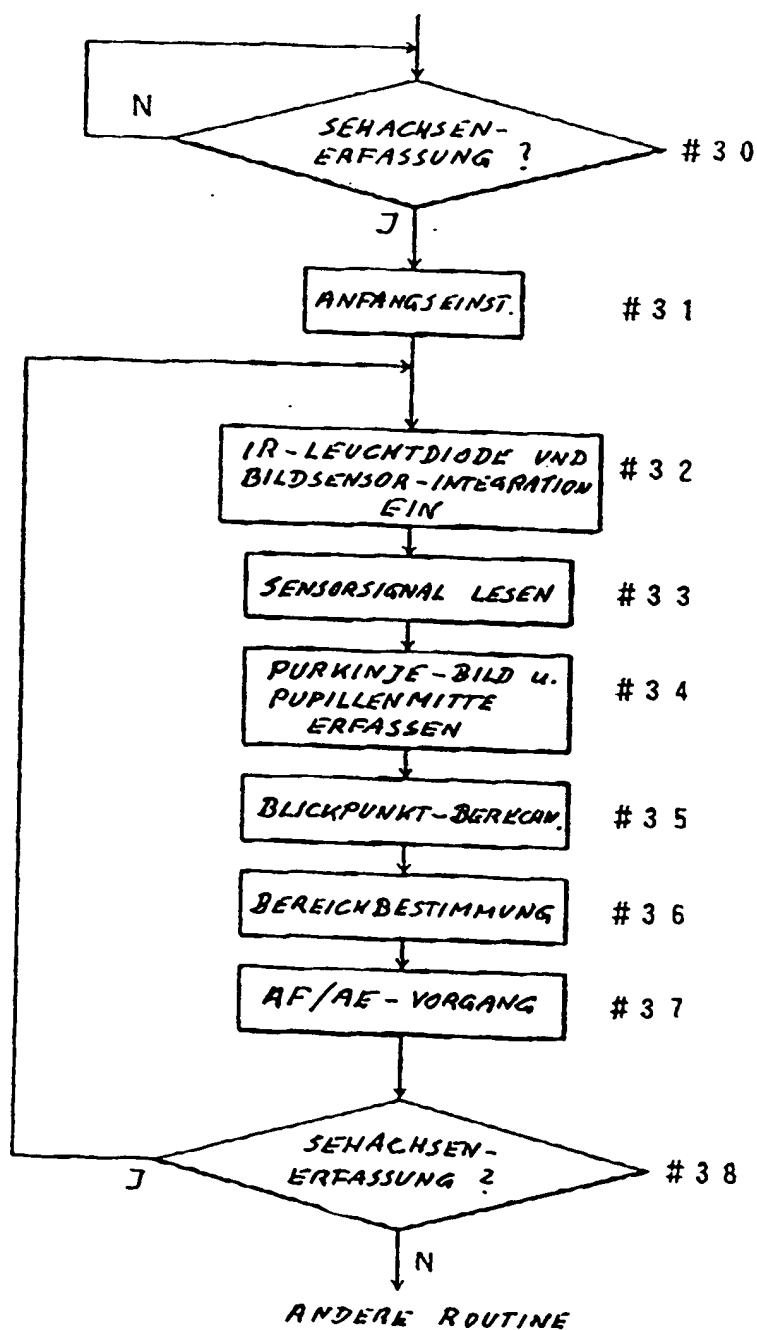 N
SEHACHSEN-
ERFASSUNG ?
#30
J
ANFANGSEINST.
#31
IR-LEUCHTDIODE UND
BILDSENSOR-INTEGRATION
EIN
#32
SENSORSIGNAL LESEN
#33
PURKINJE-BILD u.
PUPILLENMITTE
ERFASSEN
#34
BLICKPUNKT-BERECHN.
#35
BEREICHBESTIMMUNG
#36
AF/AE-VORGANG
#37
SEHACHSEN-
ERFASSUNG ?
#38
J
N
ANDERE ROUTINE